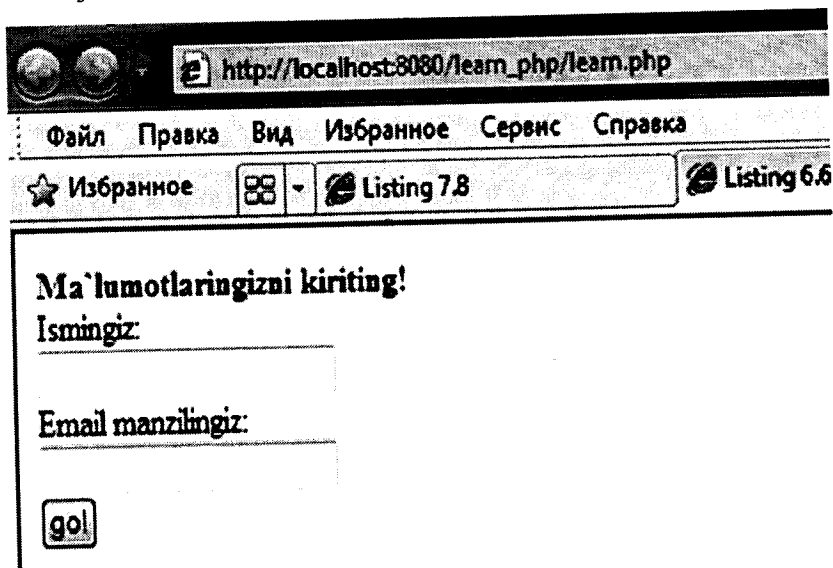 http://localhost:8080/learn_php/learn.php
Файл Правка Вид Избранное Сервис Справка
Избранное Listing 7.8 Listing 6.6
Ma`lumotlaringizni kiriting!
Ismingiz:
Email manzilingiz:
go!